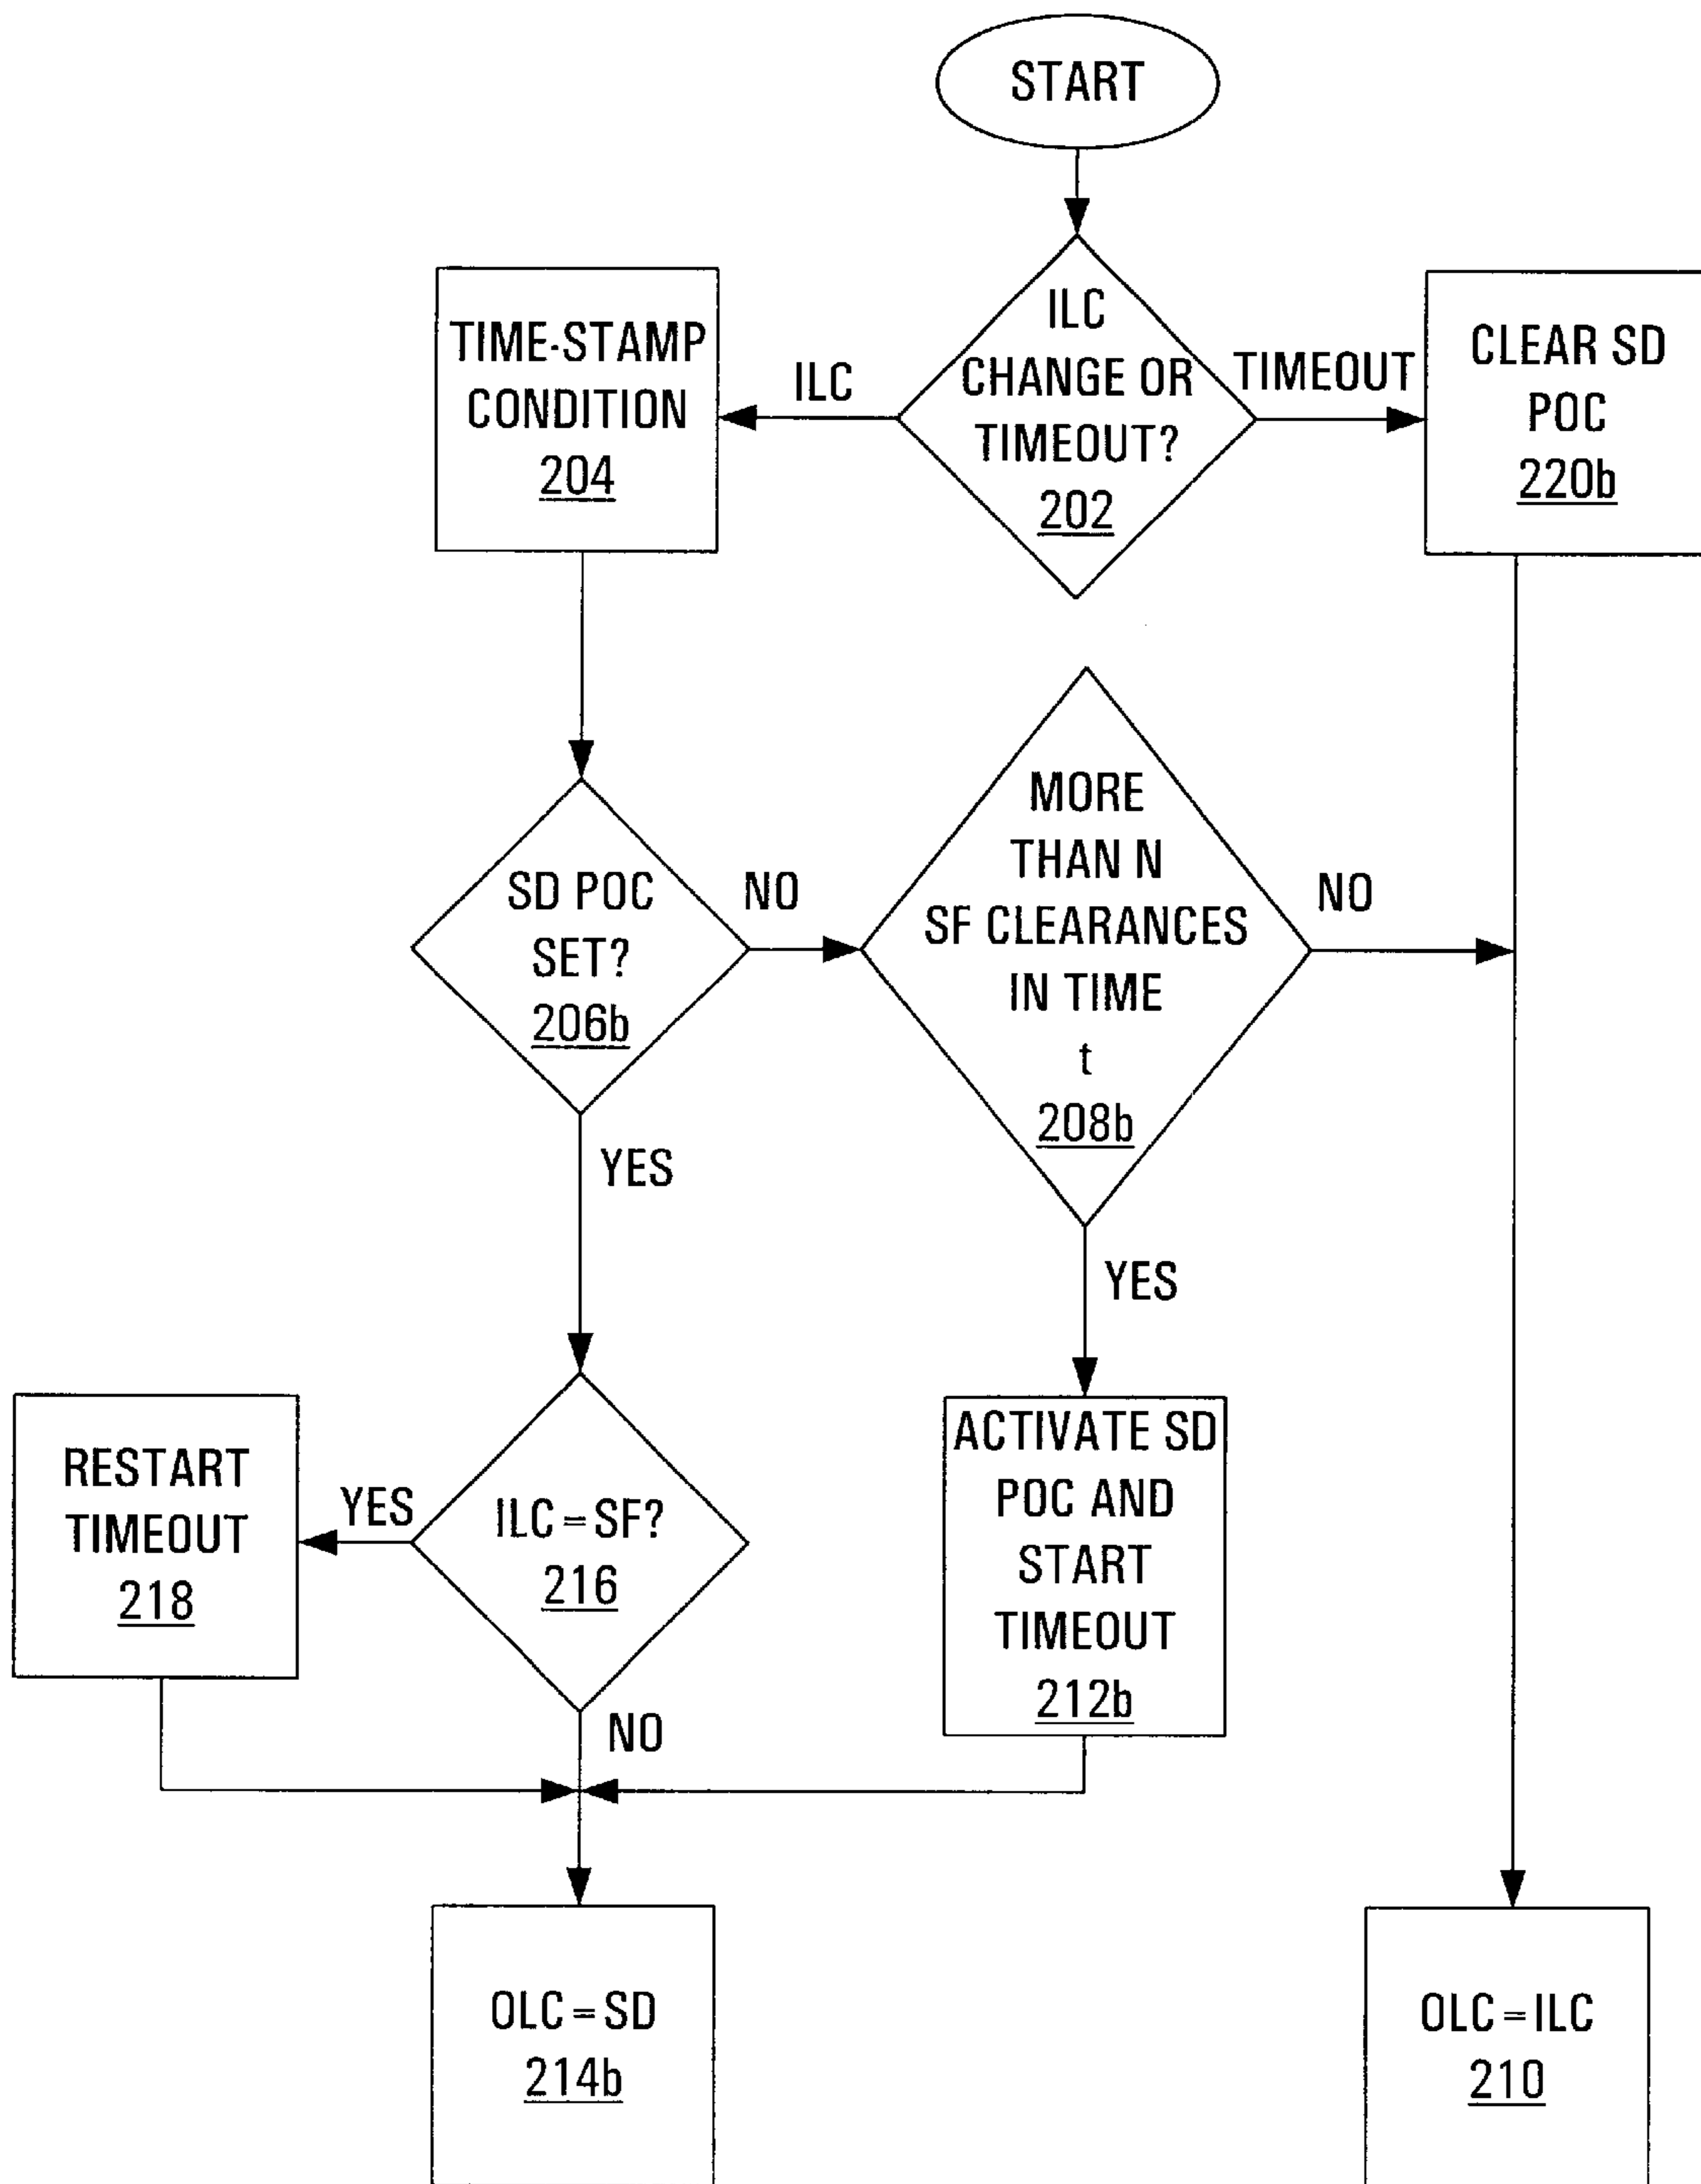 START
ILC
CHANGE OR
TIMEOUT?
202
ILC
TIMEOUT
TIME-STAMP
CONDITION
204
CLEAR SD
POC
220b
SD POC
SET?
206b
NO
YES
MORE
THAN N
SF CLEARANCES
IN TIME
t
208b
NO
YES
RESTART
TIMEOUT
218
YES
ILC = SF?
216
NO
ACTIVATE SD
POC AND
START
TIMEOUT
212b
OLC = SD
214b
OLC = ILC
210